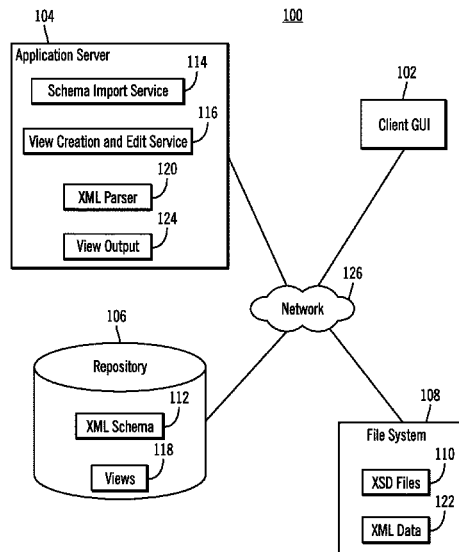 100
104
Application Server
114
Schema Import Service
116
View Creation and Edit Service
120
XML Parser
124
View Output
102
Client GUI
126
Network
106
Repository
112
XML Schema
118
Views
108
File System
110
XSD Files
122
XML Data